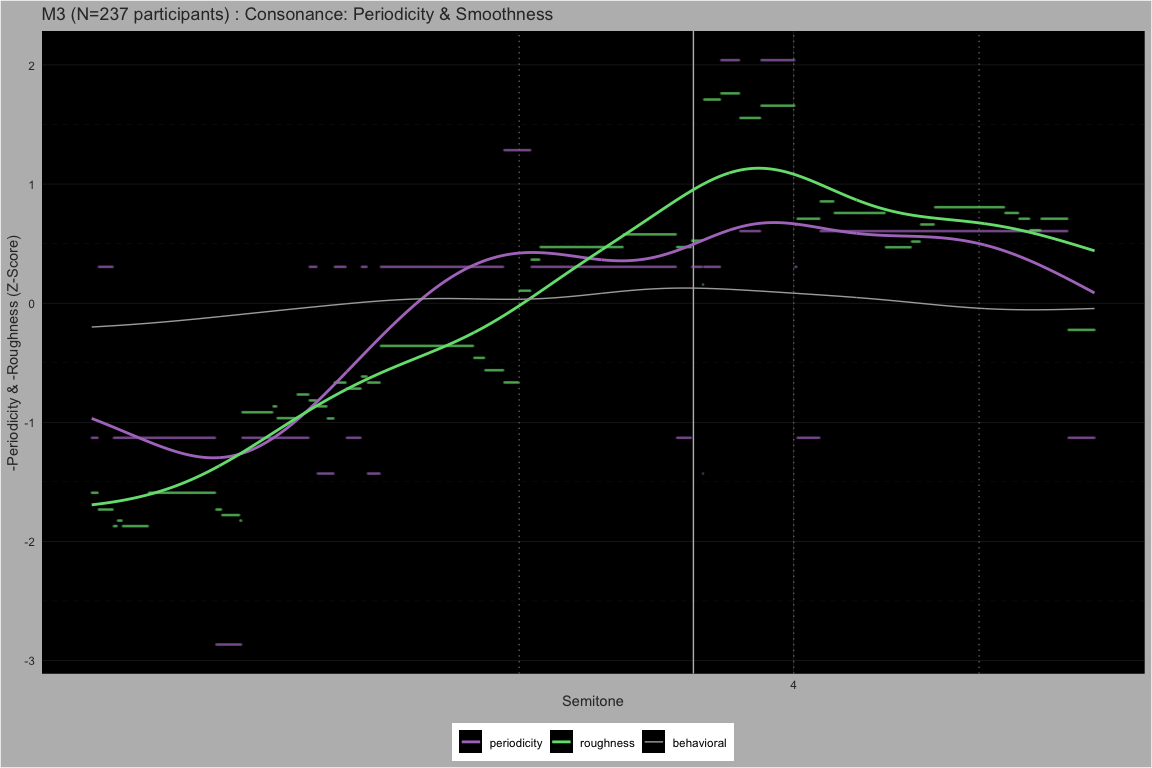 M3 (N=237 participants) : Consonance: Periodicity & Smoothness
-Periodicity & -Roughness (Z-Score)
2
1
0
-1
-2
-3
4
Semitone
periodicity roughness behavioral